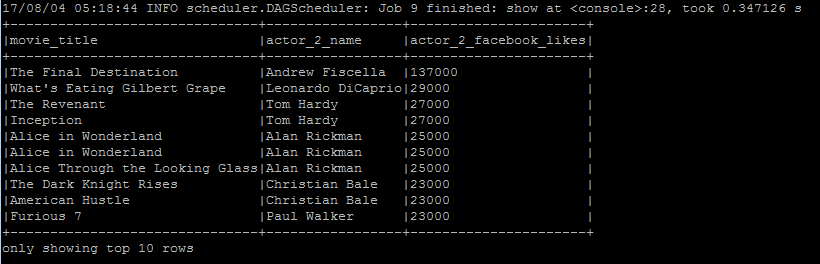 17/08/04 05:18:44 INFO scheduler.DAGScheduler: Job 9 finished: show at <console>:28, took 0.347126 s
+--------------------------------+------------------+-----------------------+
|movie_title                     |actor_2_name      |actor_2_facebook_likes|
+--------------------------------+------------------+-----------------------+
|The Final Destination           |Andrew Fiscella   |137000                 |
|What's Eating Gilbert Grape     |Leonardo DiCaprio|29000                  |
|The Revenant                    |Tom Hardy         |27000                  |
|Inception                       |Tom Hardy         |27000                  |
|Alice in Wonderland             |Alan Rickman      |25000                  |
|Alice in Wonderland             |Alan Rickman      |25000                  |
|Alice Through the Looking Glass|Alan Rickman      |25000                  |
|The Dark Knight Rises           |Christian Bale    |23000                  |
|American Hustle                 |Christian Bale    |23000                  |
|Furious 7                       |Paul Walker       |23000                  |
+--------------------------------+------------------+-----------------------+
only showing top 10 rows